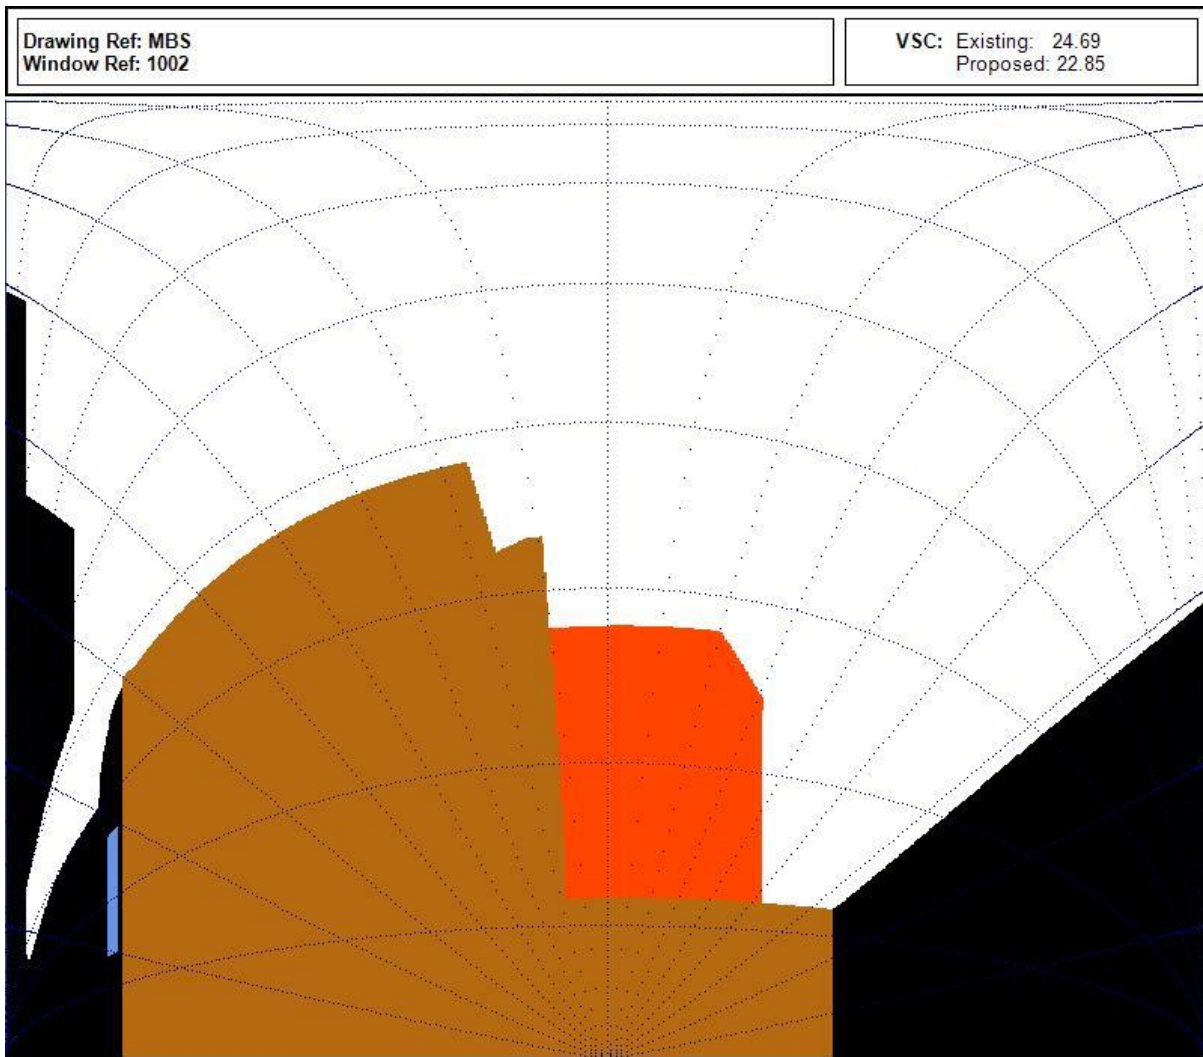 Drawing Ref: MBS
Window Ref: 1002
VSC: Existing: 24.69
Proposed: 22.85